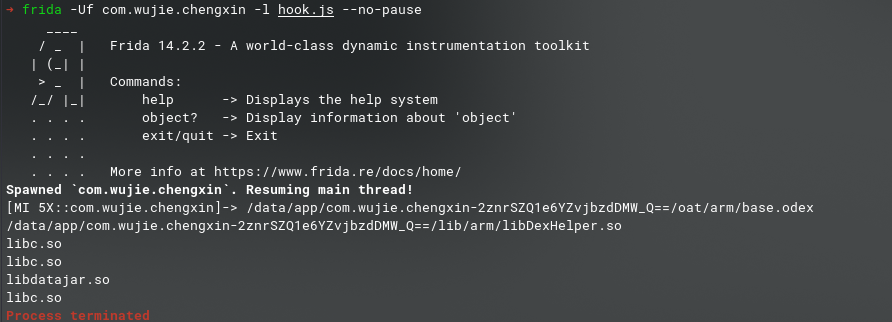 → frida -Uf com.wujie.chengxin -l hook.js --no-pause
     ____
    / _  |   Frida 14.2.2 - A world-class dynamic instrumentation toolkit
   | (_| |
    > _  |   Commands:
   /_/ |_|       help      -> Displays the help system
   . . . .       object?   -> Display information about 'object'
   . . . .       exit/quit -> Exit
   . . . .
   . . . .   More info at https://www.frida.re/docs/home/
Spawned `com.wujie.chengxin`. Resuming main thread!
[MI 5X::com.wujie.chengxin]-> /data/app/com.wujie.chengxin-2znrSZQ1e6YZvjbzdDMW_Q==/oat/arm/base.odex
/data/app/com.wujie.chengxin-2znrSZQ1e6YZvjbzdDMW_Q==/lib/arm/libDexHelper.so
libc.so
libc.so
libdatajar.so
libc.so
Process terminated